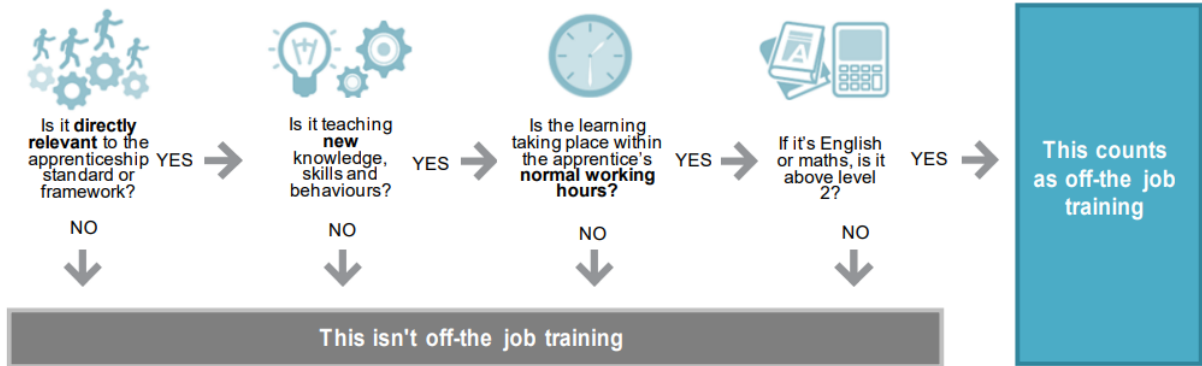 Is it directly
relevant to the
apprenticeship
standard or
framework?
YES
Is it teaching
new
knowledge,
skills and
behaviours?
YES
Is the learning
taking place within
the apprentice's
normal working
hours?
YES
If it's English
or maths, is it
above level
2?
YES
This counts
as off-the job
training
NO
NO
NO
NO
This isn't off-the job training
A